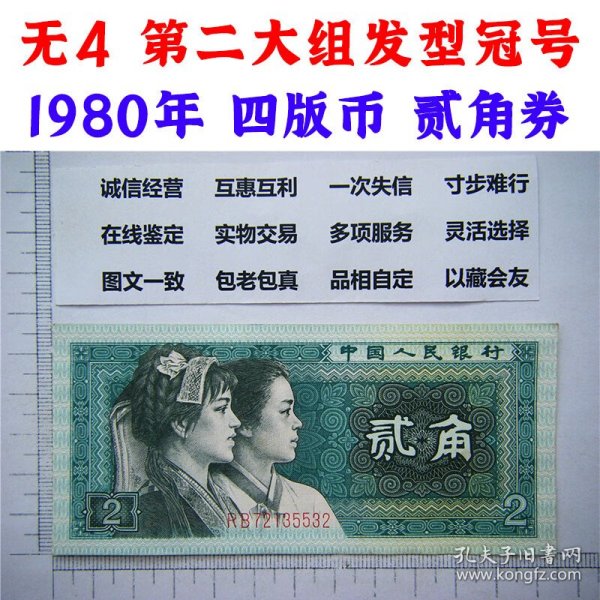 无4 第二大组发型冠号
1980年 四版币 贰角券
诚信经营 互惠互利 一次失信 寸步难行
在线鉴定 实物交易 多项服务 灵活选择
图文一致 包老包真 品相自定 以藏会友
中国人民银行
贰角
2 RB72135532 2
孔夫子旧书网
www.kongfz.com